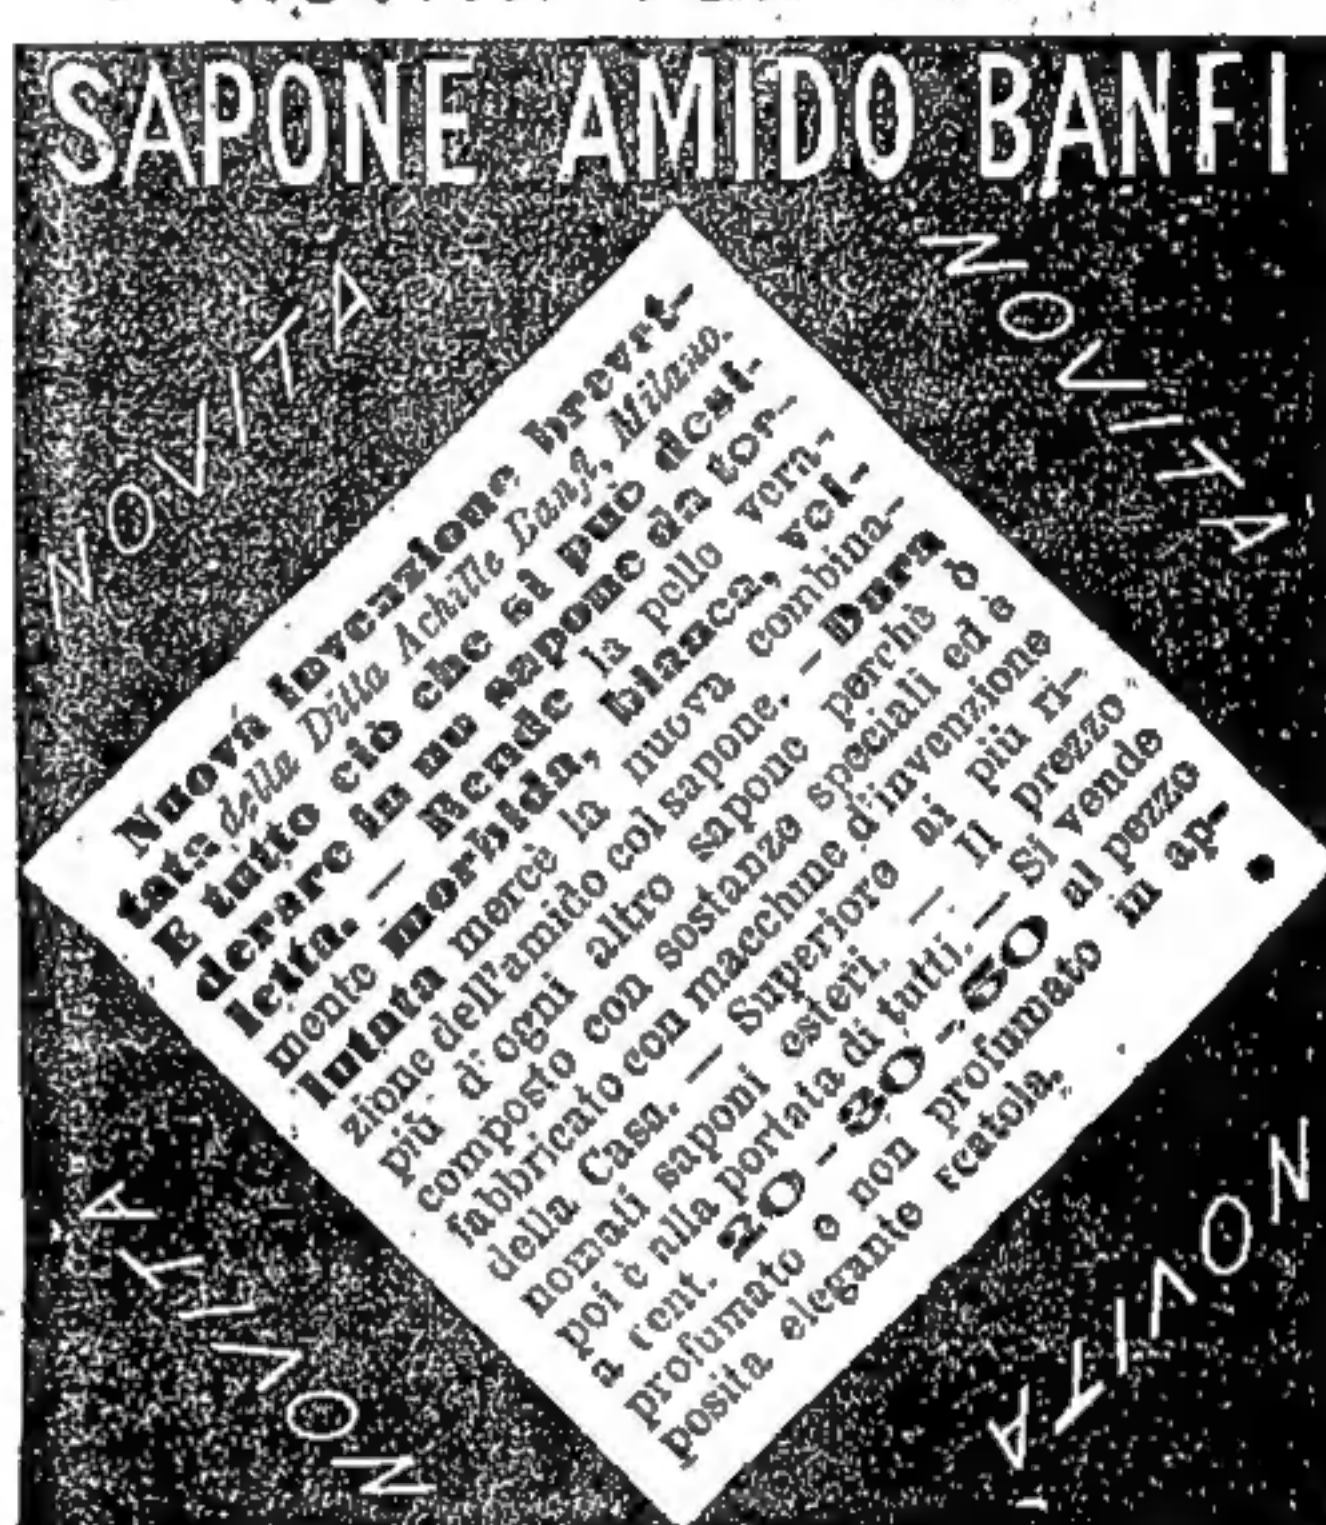 SAPONE AMIDO BANFI
NOVITÀ
NOVITÀ
Nuova invenzione brevet-
tata della Ditta Achille Banfi, Milano.
È tutto ciò che si può desi-
derare in un sapone da toe-
letta. — Rende la pelle vera-
mente morbida, bianca, vel-
lutata mercè la nuova combina-
zione dell'amido col sapone. — Dura
più d'ogni altro sapone perchè è
composto con sostanze speciali ed è
fabbricato con macchine d'invenzione
della Casa. — Superiore ai più ri-
nomati saponi esteri. — Il prezzo
poi è alla portata di tutti. — Si vende
a cent. 20 - 30 - 50 al pezzo
profumato e non profumato in ap-
posita elegante scatola.
NOVITÀ
NOVITÀ